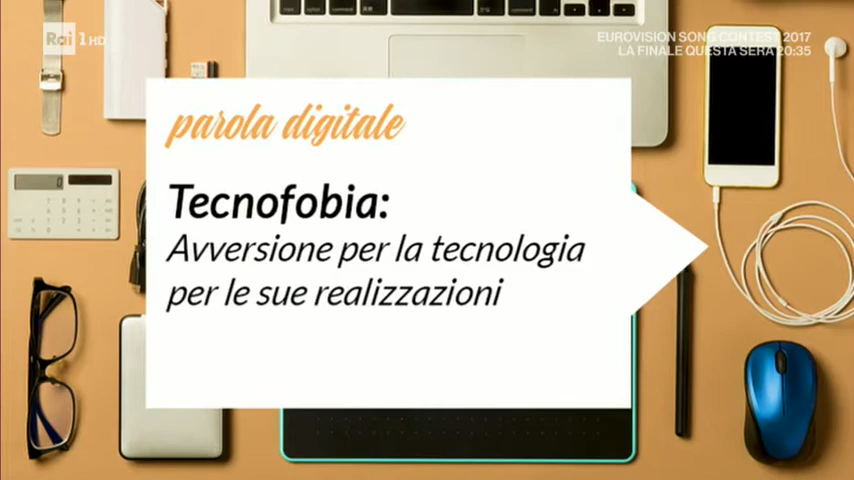 Rai 1 HD
EUROVISION SONG CONTEST 2017
LA FINALE QUESTA SERA 20:35
parola digitale
Tecnofobia:
Avversione per la tecnologia
per le sue realizzazioni